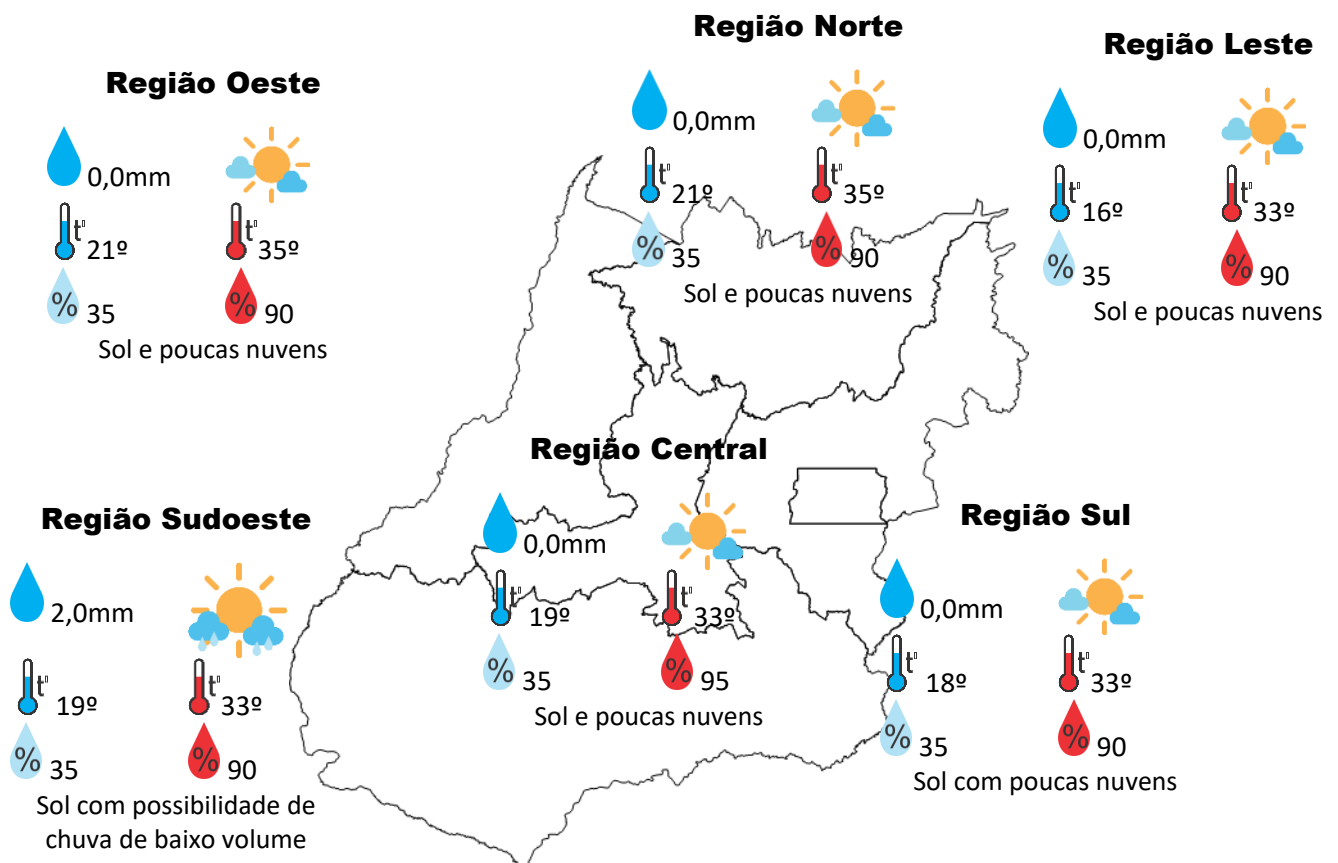 Região Norte
0,0mm
t°
21º
t°
35º
%
35
%
90
Sol e poucas nuvens
Região Leste
0,0mm
t°
16º
t°
33º
%
35
%
90
Sol e poucas nuvens
Região Oeste
0,0mm
t°
21º
t°
35º
%
35
%
90
Sol e poucas nuvens
Região Central
0,0mm
t°
19º
t°
33º
%
35
%
95
Sol e poucas nuvens
Região Sudoeste
2,0mm
t°
19º
t°
33º
%
35
%
90
Sol com possibilidade de
chuva de baixo volume
Região Sul
0,0mm
t°
18º
t°
33º
%
35
%
90
Sol com poucas nuvens